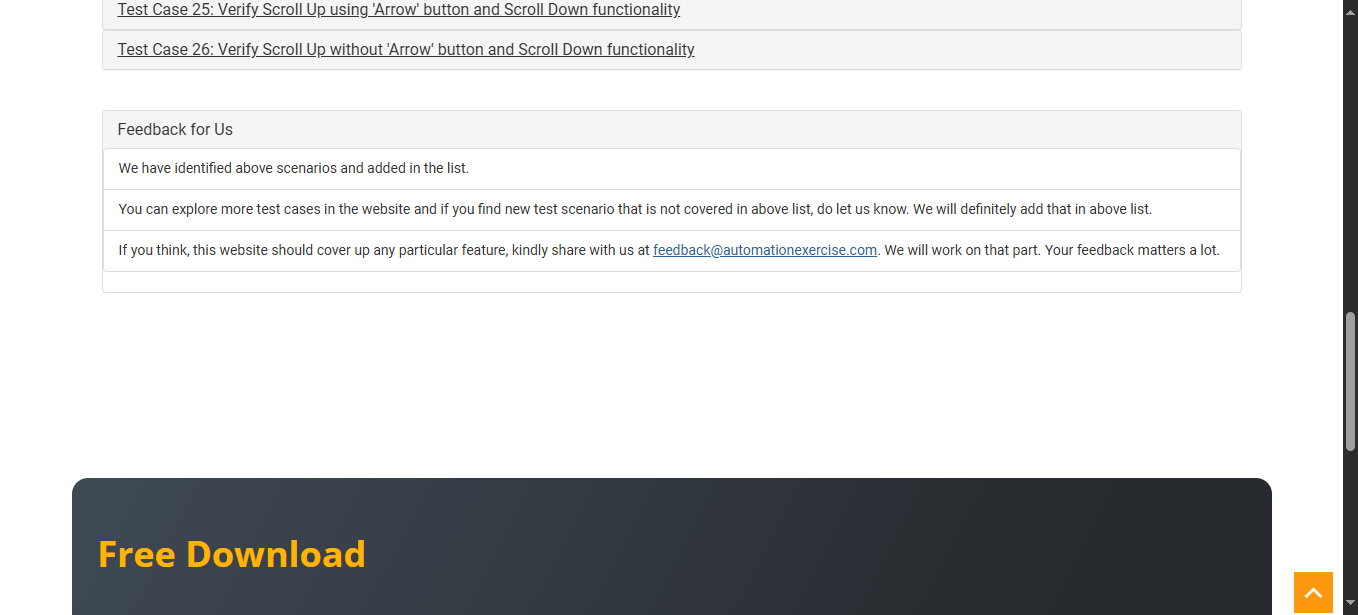 Test Case 25: Verify Scroll Up using 'Arrow' button and Scroll Down functionality
Test Case 26: Verify Scroll Up without 'Arrow' button and Scroll Down functionality
Feedback for Us
We have identified above scenarios and added in the list.
You can explore more test cases in the website and if you find new test scenario that is not covered in above list, do let us know. We will definitely add that in above list.
If you think, this website should cover up any particular feature, kindly share with us at feedback@automationexercise.com. We will work on that part. Your feedback matters a lot.
Free Download